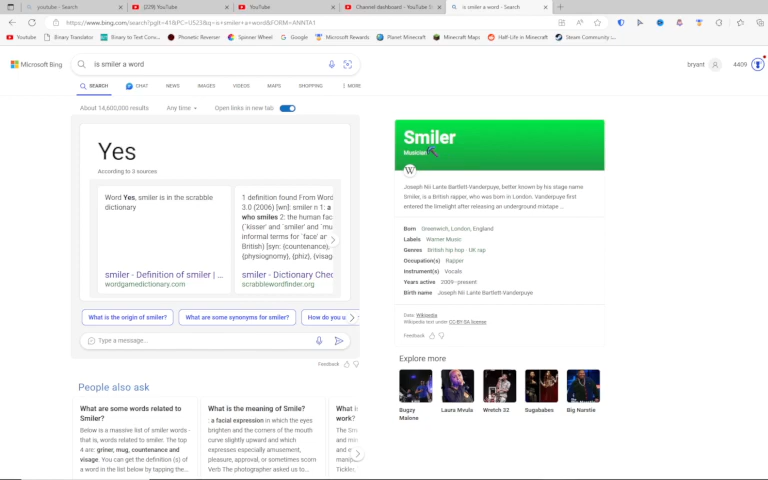 youtube - Search
(229) YouTube
YouTube
Channel dashboard - YouTube S
is smiler a word - Search
https://www.bing.com/search?pglt=41&q=is+smiler+a+word&FORM=ANNTA1
Youtube
Binary Translator
Binary to Text Conv...
Phonetic Reverser
Spinner Wheel
Google
Microsoft Rewards
Planet Minecraft
Minecraft Maps
Half-Life in Minecraft
Steam Community :...
Microsoft Bing
is smiler a word
bryant
4409
SEARCH
CHAT
NEWS
IMAGES
VIDEOS
MAPS
SHOPPING
MORE
About 14,600,000 results
Any time
Open links in new tab
Yes
According to 3 sources
Word Yes, smiler is in the scrabble
dictionary
smiler - Definition of smiler | ...
wordgamedictionary.com
1 definition found From Word
3.0 (2006) [wn]: smiler n 1: a
who smiles 2: the human fac
(`kisser' and `smiler' and `mu
informal terms for `face' ar
British) [syn: {countenance},
{physiognomy}, {phiz}, {visag
smiler - Dictionary Chec
scrabblewordfinder.org
What is the origin of smiler?
What are some synonyms for smiler?
How do you u
Type a message...
Feedback
People also ask
What are some words related to
Smiler?
Below is a massive list of smiler words -
that is, words related to smiler. The top
4 are: griner, mug, countenance and
visage. You can get the definition (s) of
a word in the list below by tapping the...
What is the meaning of Smile?
: a facial expression in which the eyes
brighten and the corners of the mouth
curve slightly upward and which
expresses especially amusement,
pleasure, approval, or sometimes scorn
Verb The photographer asked us to...
What is
work?
The Sm
and mi
and e
manip
Tickle
Smiler
Musician
Joseph Nii Lante Bartlett-Vanderpuye, better known by his stage name
Smiler, is a British rapper, who was born in London, Vanderpuye first
entered the limelight after releasing an underground mixtape ...
Born Greenwich, London, England
Labels Warner Music
Genres British hip hop · UK rap
Occupation(s) Rapper
Instrument(s) Vocals
Years active 2009–present
Birth name Joseph Nii Lante Bartlett-Vanderpuye
Data: Wikipedia
Wikipedia text under CC-BY-SA license
Feedback
Explore more
Bugzy
Malone
Laura Mvula
Wretch 32
Sugababes
Big Narstie